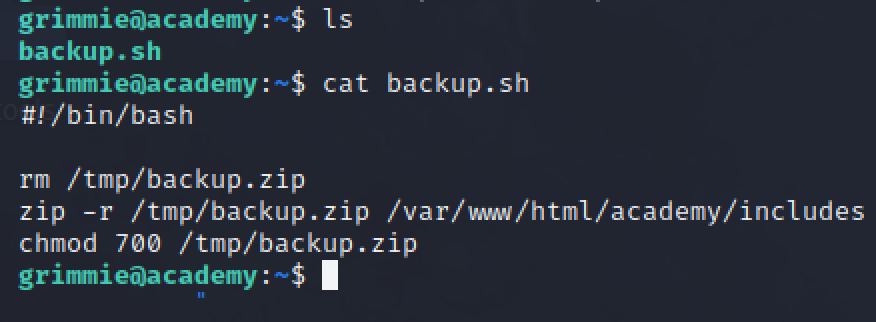 grimmie@academy:~$ ls
backup.sh
grimmie@academy:~$ cat backup.sh
#!/bin/bash
rm /tmp/backup.zip
zip -r /tmp/backup.zip /var/www/html/academy/includes
chmod 700 /tmp/backup.zip
grimmie@academy:~$
"